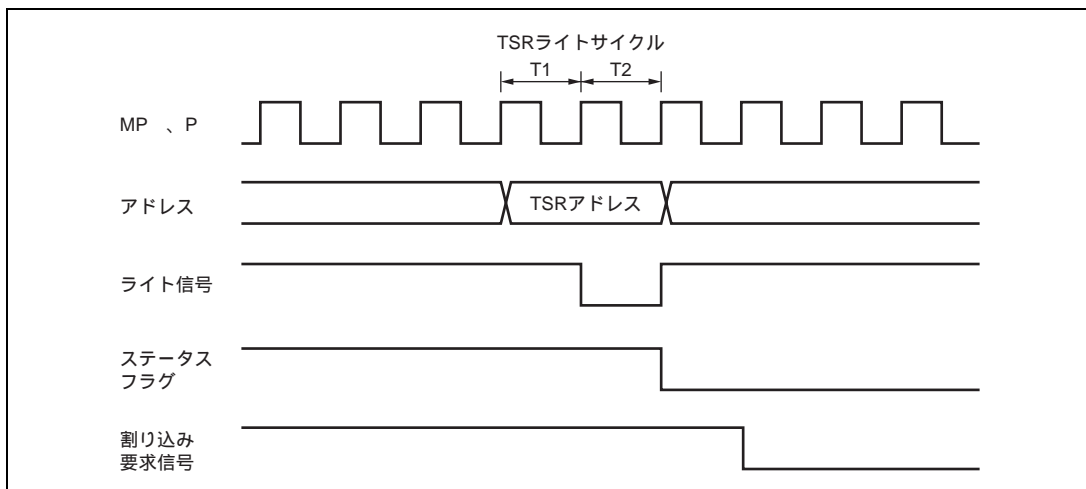 TSRライトサイクル
T1 T2
MP 、P
アドレス
TSRアドレス
ライト信号
ステータス
フラグ
割り込み
要求信号